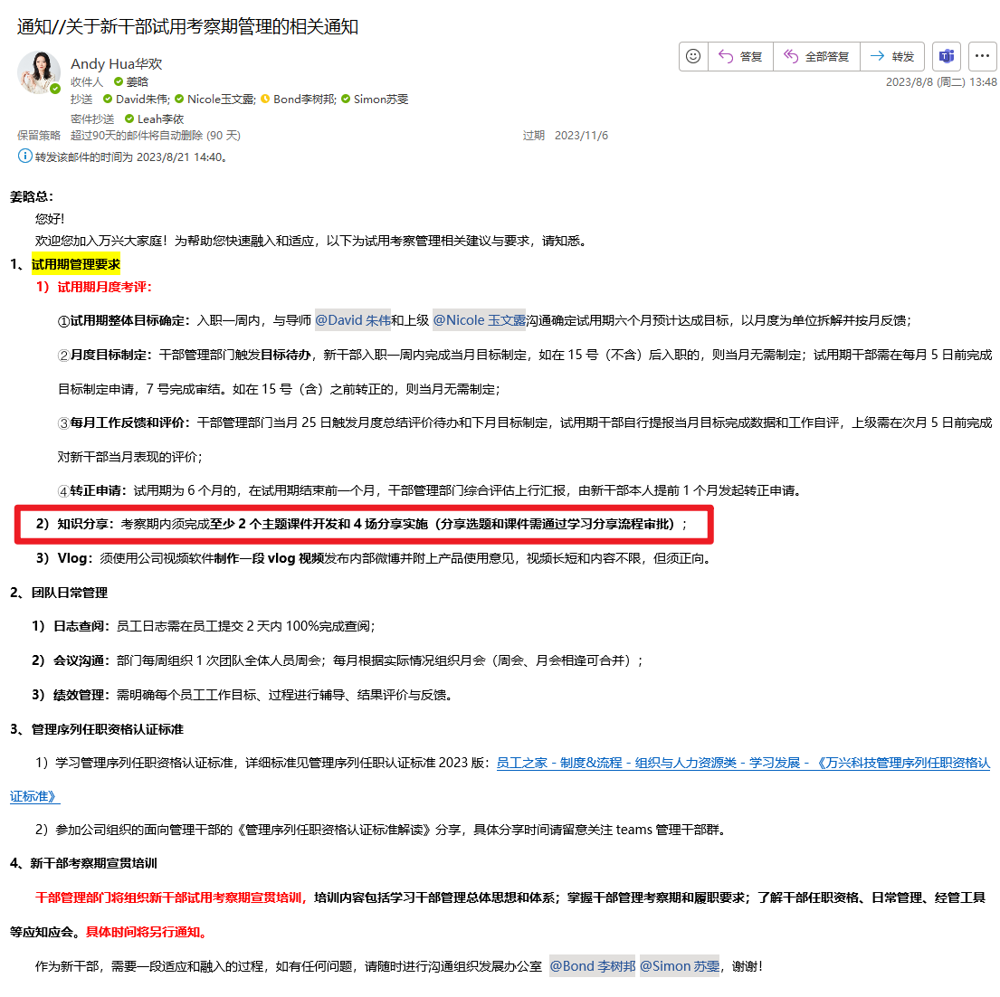 通知//关于新干部试用考察期管理的相关通知
Andy Hua华欢
答复 全部答复 转发
收件人 姜晗
2023/8/8 (周二) 13:48
抄送 David朱伟; Nicole玉文露; Bond李树邦; Simon苏雯
密件抄送 Leah李依
保留策略 超过90天的邮件将自动删除 (90 天) 过期 2023/11/6
转发该邮件的时间为 2023/8/21 14:40。
姜晗总：
您好!
欢迎您加入万兴大家庭！为帮助您快速融入和适应，以下为试用考察管理相关建议与要求，请知悉。
1、试用期管理要求
1）试用期月度考评：
①试用期整体目标确定：入职一周内，与导师 @David 朱伟和上级 @Nicole 玉文露沟通确定试用期六个月预计达成目标，以月度为单位拆解并按月反馈；
②月度目标制定：干部管理部门触发目标待办，新干部入职一周内完成当月目标制定，如在 15 号（不含）后入职的，则当月无需制定；试用期干部需在每月 5 日前完成
目标制定申请，7 号完成审结。如在 15 号（含）之前转正的，则当月无需制定；
③每月工作反馈和评价：干部管理部门当月 25 日触发月度总结评价待办和下月目标制定，试用期干部自行提报当月目标完成数据和工作自评，上级需在次月 5 日前完成
对新干部当月表现的评价；
④转正申请：试用期为 6 个月的，在试用期结束前一个月，干部管理部门综合评估上行汇报，由新干部本人提前 1 个月发起转正申请。
2）知识分享：考察期内须完成至少 2 个主题课件开发和 4 场分享实施（分享选题和课件需通过学习分享流程审批）；
3）Vlog：须使用公司视频软件制作一段 vlog 视频发布内部微博并附上产品使用意见，视频长短和内容不限，但须正向。
2、团队日常管理
1）日志查阅：员工日志需在员工提交 2 天内 100%完成查阅；
2）会议沟通：部门每周组织 1 次团队全体人员周会；每月根据实际情况组织月会（周会、月会相逢可合并）；
3）绩效管理：需明确每个员工工作目标、过程进行辅导、结果评价与反馈。
3、管理序列任职资格认证标准
1）学习管理序列任职资格认证标准，详细标准见管理序列任职认证标准 2023 版：员工之家 - 制度&流程 - 组织与人力资源类 - 学习发展 - 《万兴科技管理序列任职资格认
证标准》
2）参加公司组织的面向管理干部的《管理序列任职资格认证标准解读》分享，具体分享时间请留意关注 teams 管理干部群。
4、新干部考察期宣贯培训
干部管理部门将组织新干部试用考察期宣贯培训，培训内容包括学习干部管理总体思想和体系；掌握干部管理考察期和履职要求；了解干部任职资格、日常管理、经管工具
等应知应会。具体时间将另行通知。
作为新干部，需要一段适应和融入的过程，如有任何问题，请随时进行沟通组织发展办公室 @Bond 李树邦 @Simon 苏雯，谢谢!